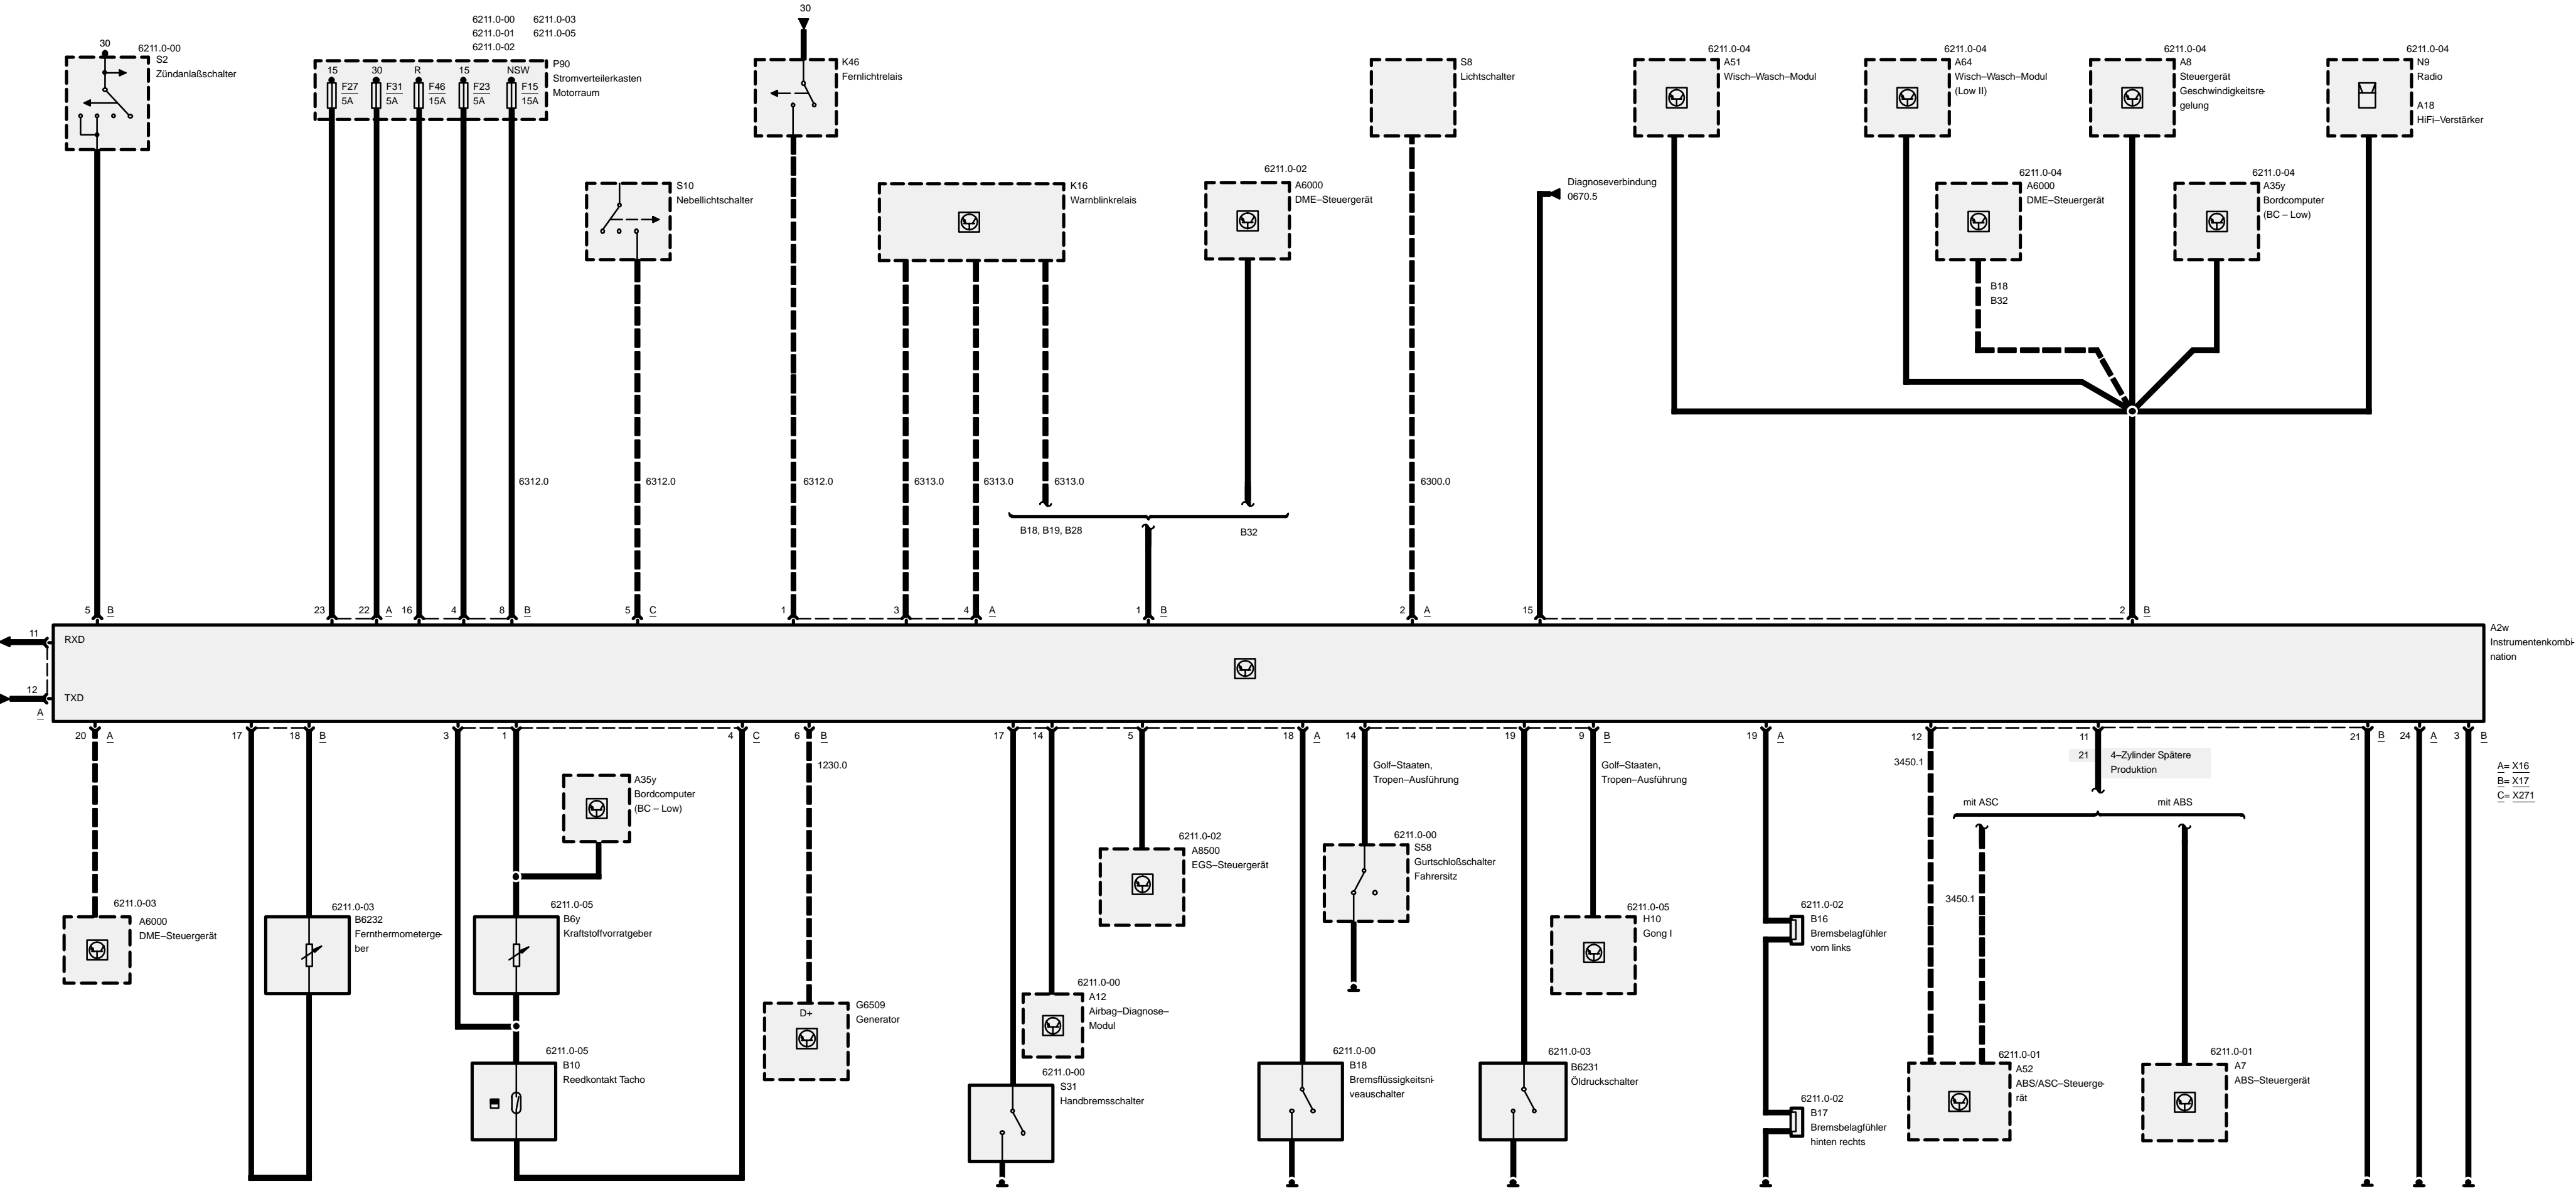 30
6211.0-00
S2
Zündanlaßschalter
6211.0-00 6211.0-03
6211.0-01 6211.0-05
6211.0-02
P90
Stromverteilerkasten
Motorraum
15 30 R 15 NSW
F27 F31 F46 F23 F15
5A 5A 15A 5A 15A
30
K46
Fernlichtrelais
S10
Nebellichtschalter
K16
Warnblinkrelais
6211.0-02
A6000
DME–Steuergerät
S8
Lichtschalter
Diagnoseverbindung
0670.5
6211.0-04
A51
Wisch–Wasch–Modul
6211.0-04
A64
Wisch–Wasch–Modul
(Low II)
6211.0-04
A8
Steuergerät
Geschwindigkeitsre-
gelung
6211.0-04
N9
Radio
A18
HiFi–Verstärker
6211.0-04
A6000
DME–Steuergerät
6211.0-04
A35y
Bordcomputer
(BC – Low)
B18
B32
6312.0 6312.0 6312.0 6313.0 6313.0 6313.0 6300.0
B18, B19, B28 B32
5 B 23 22 A 16 4 8 B 5 C 1 3 4 A 1 B 2 A 15 2 B
11 RXD
12 TXD
A
A2w
Instrumentenkombi-
nation
20 A 17 18 B 3 1 4 C 6 B 17 14 5 18 A 14 19 9 B 19 A 12 11 21 B 24 A 3 B
1230.0
Golf–Staaten,
Tropen–Ausführung
Golf–Staaten,
Tropen–Ausführung
3450.1
21 4–Zylinder Spätere
Produktion
mit ASC mit ABS
A= X16
B= X17
C= X271
A35y
Bordcomputer
(BC – Low)
6211.0-02
A8500
EGS–Steuergerät
6211.0-00
S58
Gurtschloßschalter
Fahrersitz
3450.1
6211.0-03
A6000
DME–Steuergerät
6211.0-03
B6232
Fernthermometerge-
ber
6211.0-05
B6y
Kraftstoffvorratgeber
6211.0-05
H10
Gong I
6211.0-02
B16
Bremsbelagfühler
vorn links
D+
G6509
Generator
6211.0-00
A12
Airbag–Diagnose–
Modul
6211.0-05
B10
Reedkontakt Tacho
6211.0-00
S31
Handbremsschalter
6211.0-00
B18
Bremsflüssigkeitsni-
veauschalter
6211.0-03
B6231
Öldruckschalter
6211.0-02
B17
Bremsbelagfühler
hinten rechts
6211.0-01
A52
ABS/ASC–Steuerge-
rät
6211.0-01
A7
ABS–Steuergerät